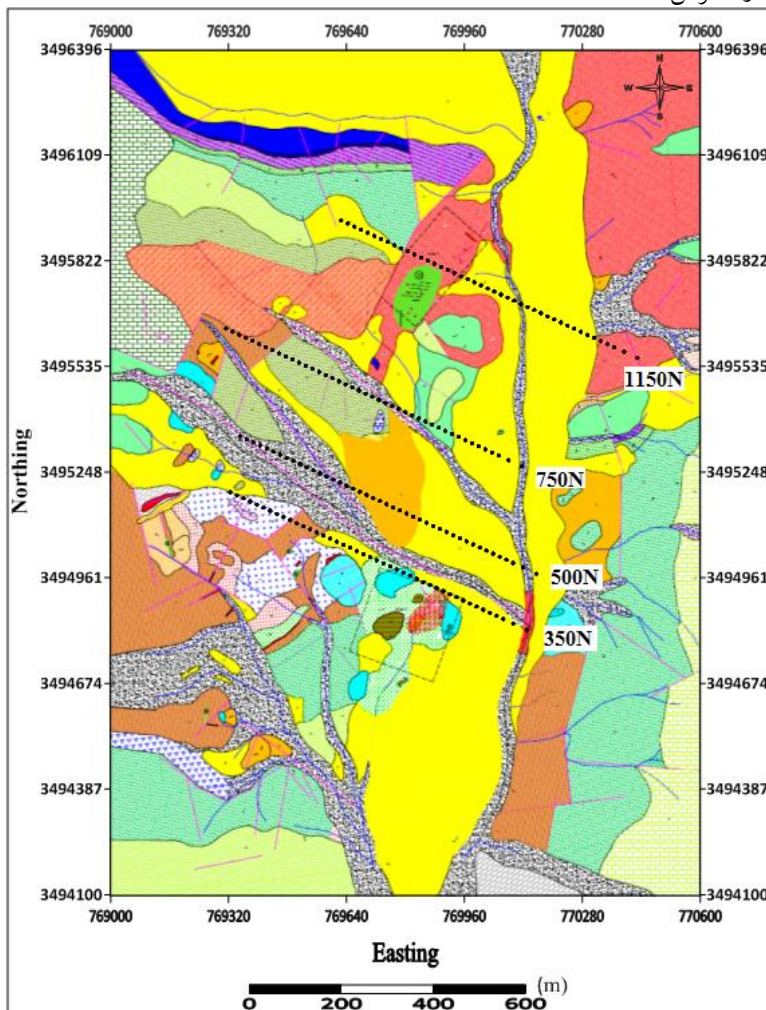 769000 769320 769640 769960 770280 770600
3496396 3496396
N
W E
S
3496109 3496109
3495822 3495822
3495535 3495535
1150N
3495248 3495248
750N
Northing
3494961 3494961
500N
350N
3494674 3494674
3494387 3494387
3494100 3494100
769000 769320 769640 769960 770280 770600
Easting
(m)
0 200 400 600